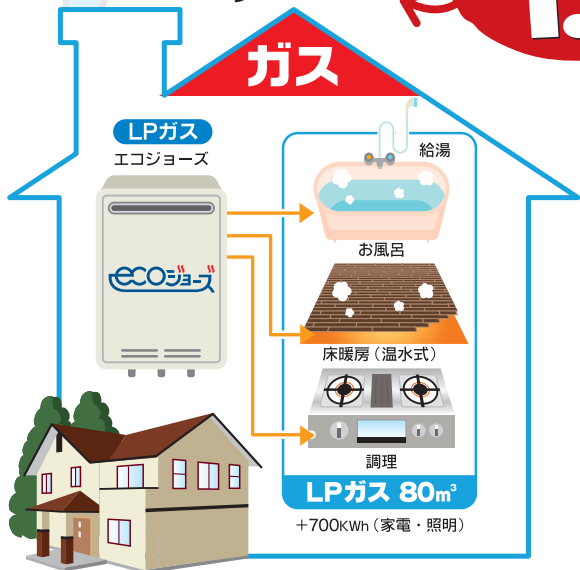 ガス
LPガス
エコジョーズ
ecoジョーズ
給湯
お風呂
床暖房（温水式）
調理
LPガス 80m³
+700KWh（家電・照明）